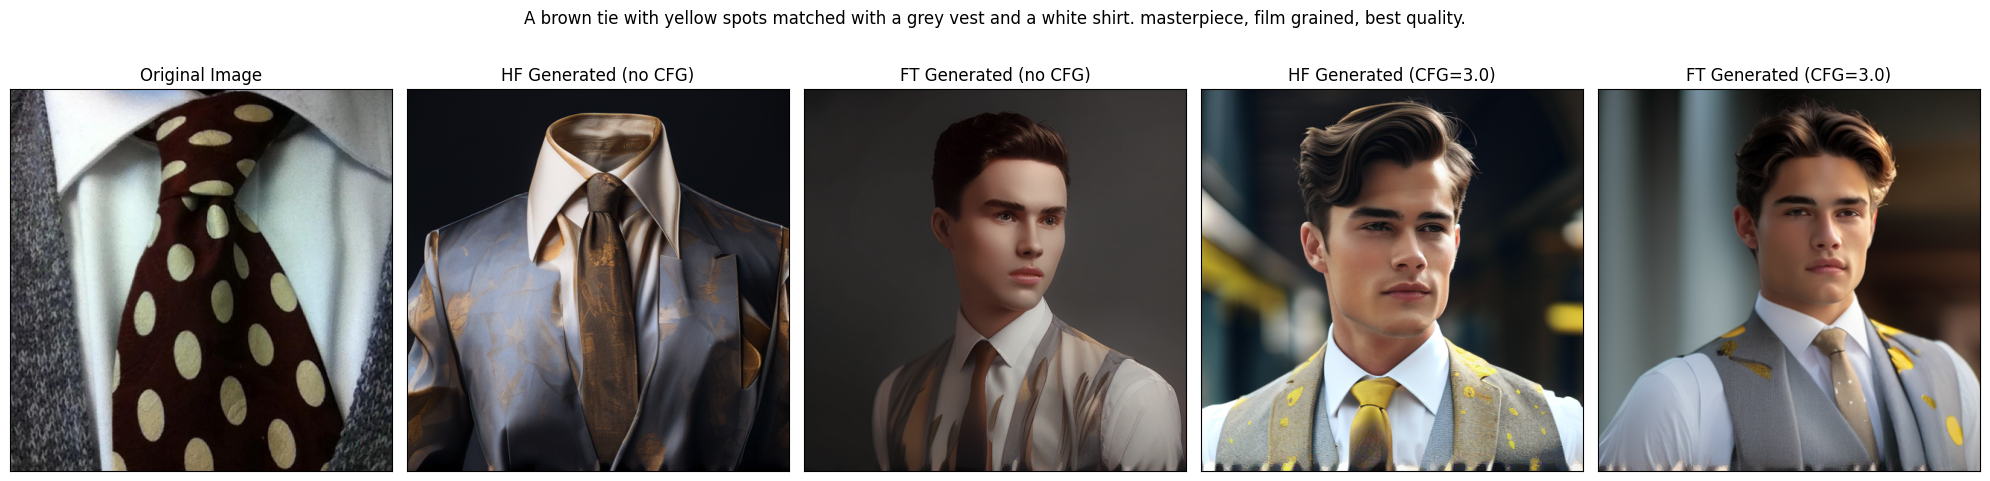 A brown tie with yellow spots matched with a grey vest and a white shirt. masterpiece, film grained, best quality.
Original Image
HF Generated (no CFG)
FT Generated (no CFG)
HF Generated (CFG=3.0)
FT Generated (CFG=3.0)